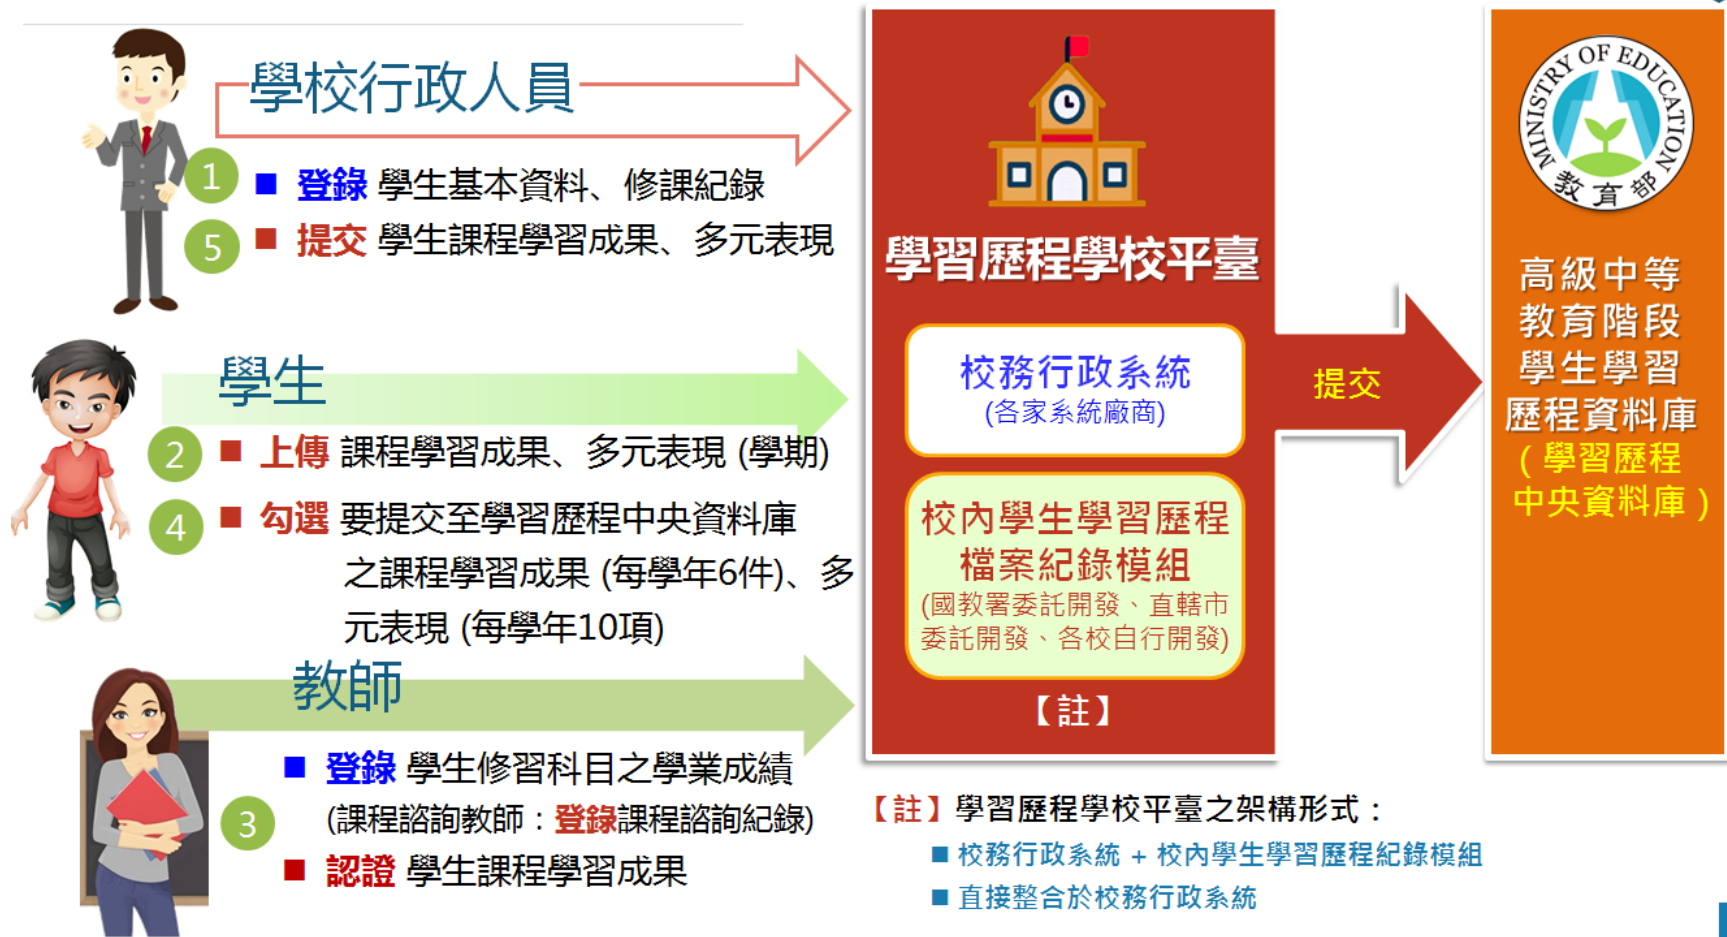 學校行政人員
1
■ 登錄 學生基本資料、修課紀錄
5
■ 提交 學生課程學習成果、多元表現
學生
2
■ 上傳 課程學習成果、多元表現 (學期)
4
■ 勾選 要提交至學習歷程中央資料庫
之課程學習成果 (每學年6件)、多
元表現 (每學年10項)
教師
■ 登錄 學生修習科目之學業成績
3
(課程諮詢教師：登錄課程諮詢紀錄)
■ 認證 學生課程學習成果
學習歷程學校平臺
校務行政系統
(各家系統廠商)
校內學生學習歷程
檔案紀錄模組
(國教署委託開發、直轄市
委託開發、各校自行開發)
【註】
提交
MINISTRY OF EDUCATION
教育部
高級中等
教育階段
學生學習
歷程資料庫
(學習歷程
中央資料庫)
【註】學習歷程學校平臺之架構形式：
■ 校務行政系統 + 校內學生學習歷程紀錄模組
■ 直接整合於校務行政系統